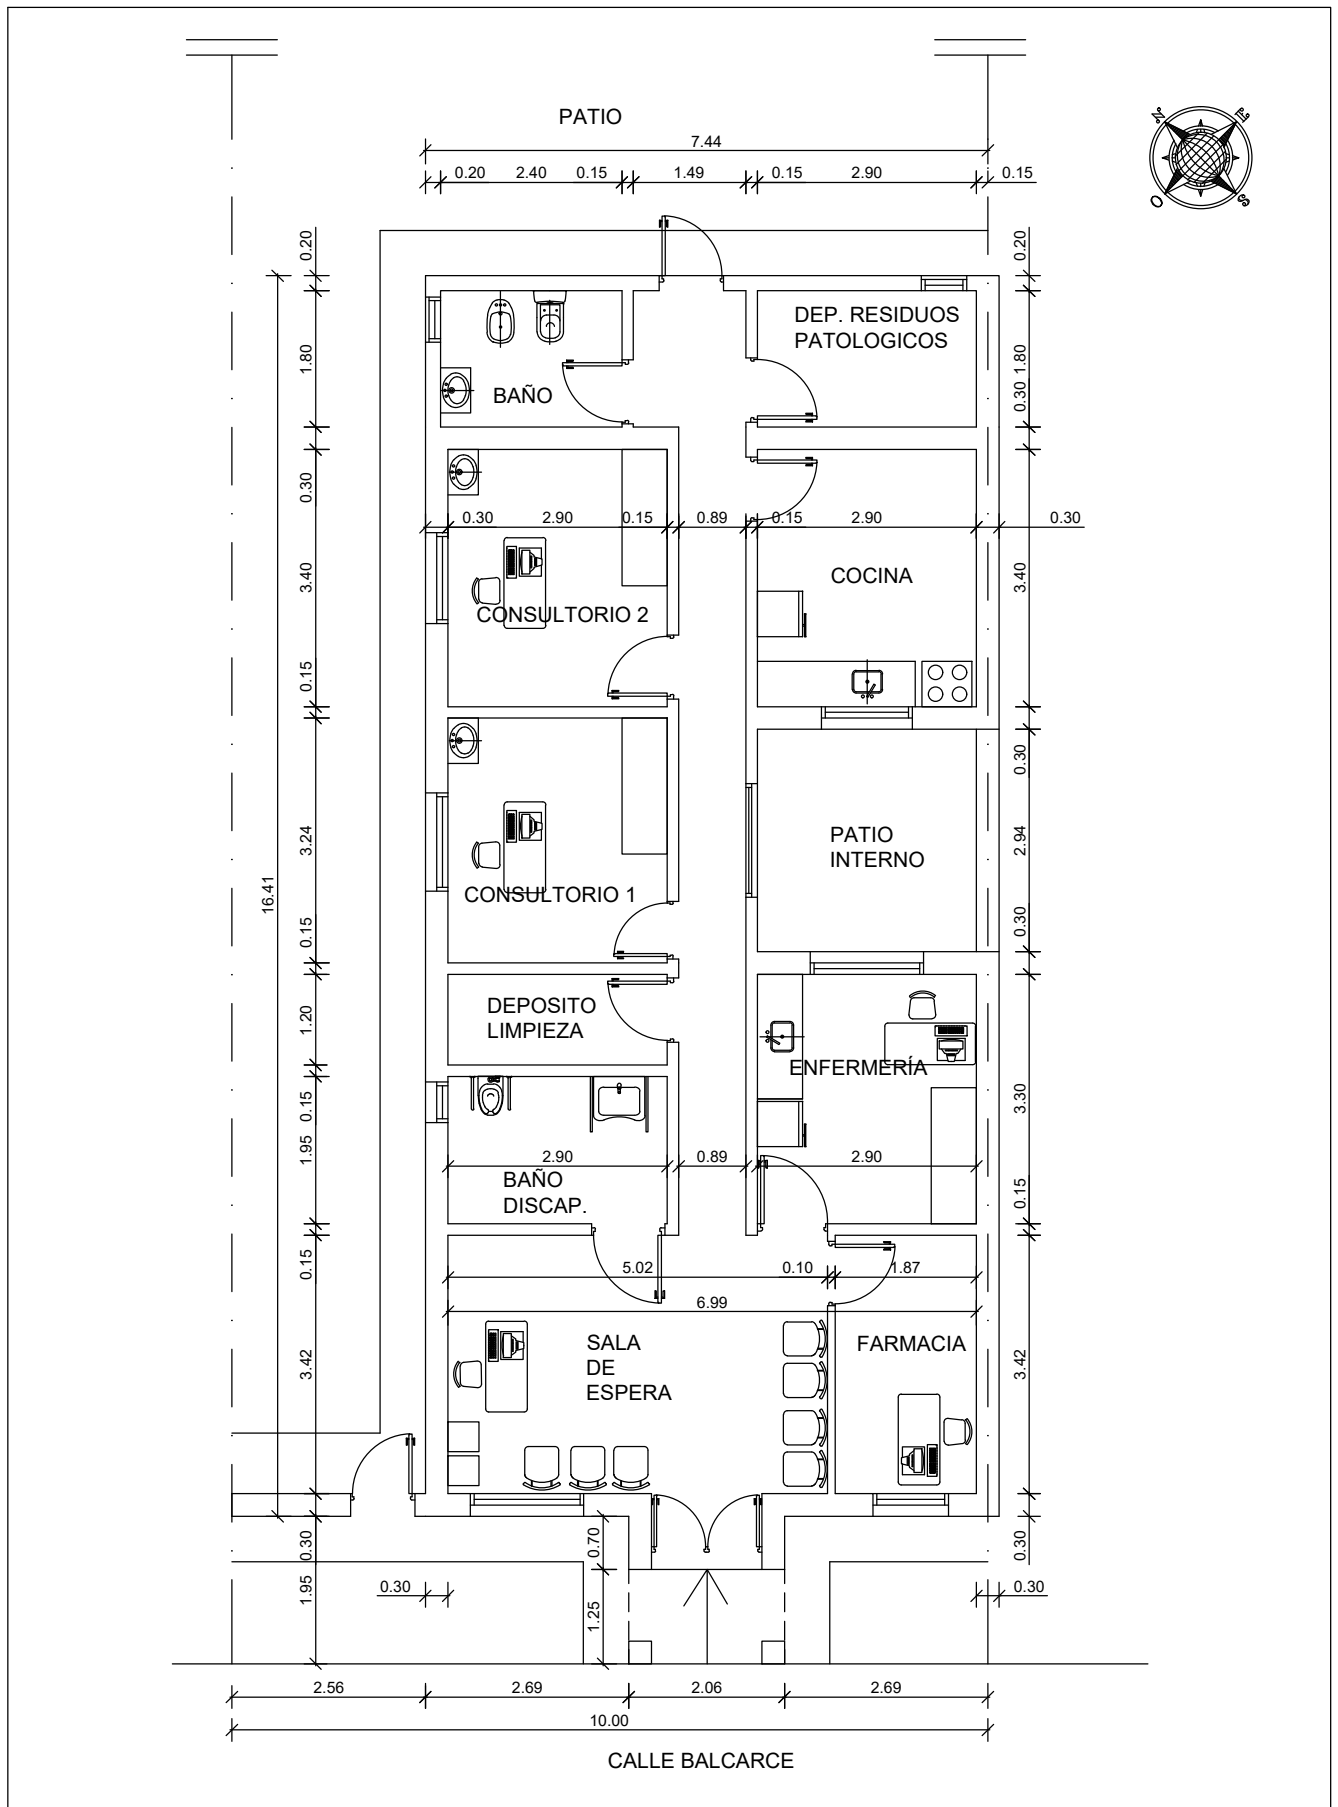 PATIO
7.44
0.20 2.40 0.15 1.49 0.15 2.90 0.15
N
E
O
S
0.20
0.20
DEP. RESIDUOS
PATOLOGICOS
1.80
1.80
BAÑO
0.30
0.30
0.30 2.90 0.15 0.89 0.15 2.90 0.30
COCINA
3.40
3.40
CONSULTORIO 2
0.15
0.30
PATIO
INTERNO
3.24
2.94
16.41
CONSULTORIO 1
0.15
0.30
DEPOSITO
LIMPIEZA
1.20
ENFERMERÍA
3.30
0.15
1.95
2.90 0.89 2.90
BAÑO
DISCAP.
0.15
0.15
5.02 0.10 1.87
6.99
SALA
DE
ESPERA
FARMACIA
3.42
3.42
0.30
0.70
0.30
1.95
0.30
0.30
1.25
2.56 2.69 2.06 2.69
10.00
CALLE BALCARCE